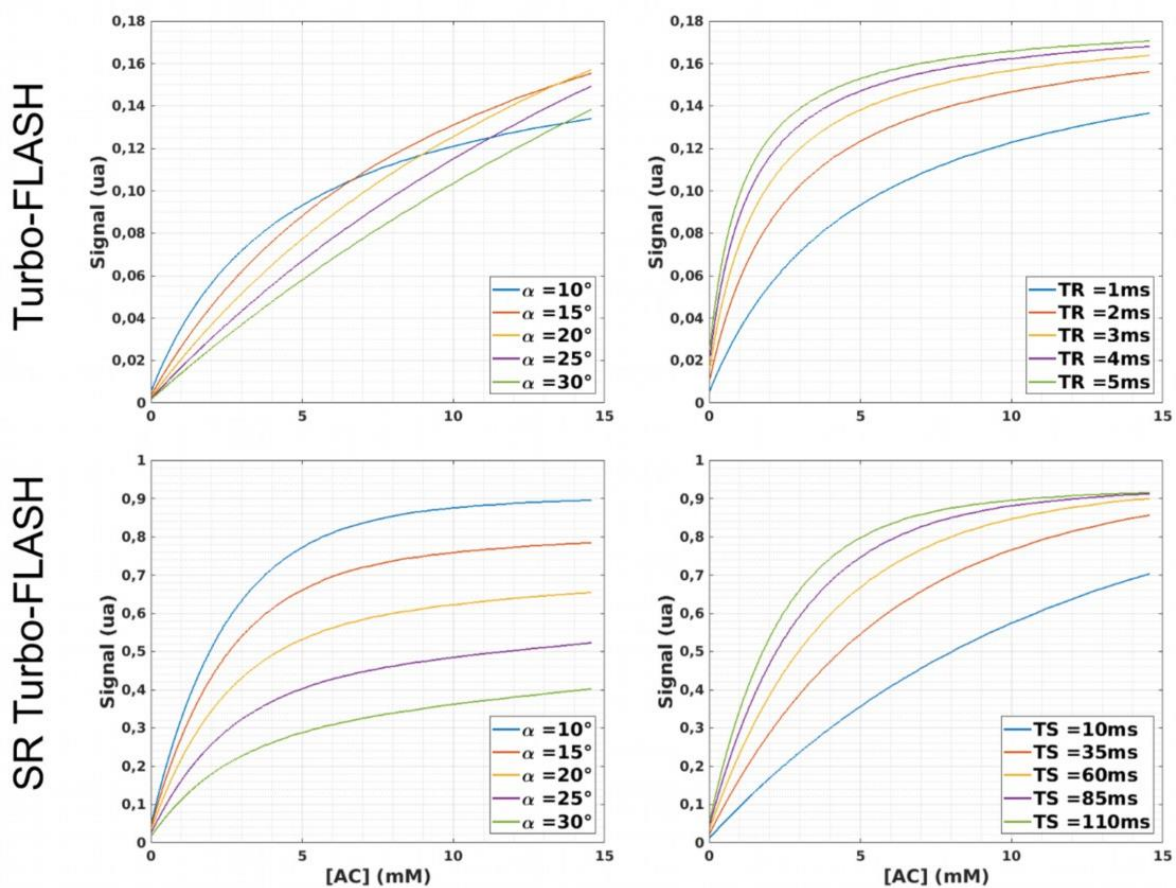 Turbo-FLASH
Signal (ua)
0,18
0,16
0,14
0,12
0,10
0,08
0,06
0,04
0,02
0
0 5 10 15
α =10°
α =15°
α =20°
α =25°
α =30°
Signal (ua)
0,18
0,16
0,14
0,12
0,10
0,08
0,06
0,04
0,02
0
0 5 10 15
TR =1ms
TR =2ms
TR =3ms
TR =4ms
TR =5ms
SR Turbo-FLASH
Signal (ua)
1
0,9
0,8
0,7
0,6
0,5
0,4
0,3
0,2
0,1
0
0 5 10 15
[AC] (mM)
α =10°
α =15°
α =20°
α =25°
α =30°
Signal (ua)
1
0,9
0,8
0,7
0,6
0,5
0,4
0,3
0,2
0,1
0
0 5 10 15
[AC] (mM)
TS =10ms
TS =35ms
TS =60ms
TS =85ms
TS =110ms